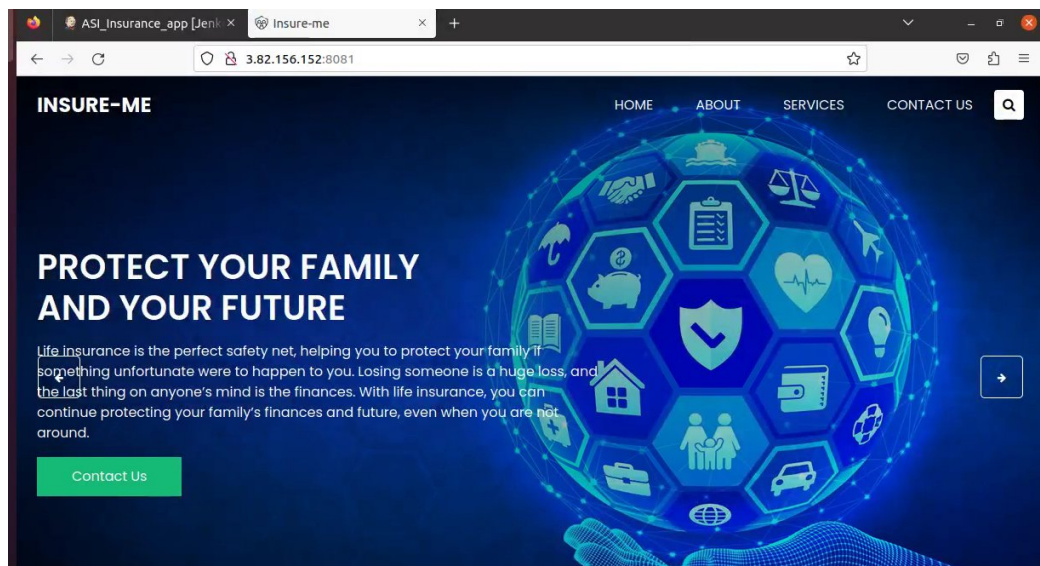 ASI_Insurance_app [Jenk
Insure-me
3.82.156.152:8081
INSURE-ME
HOME ABOUT SERVICES CONTACT US
PROTECT YOUR FAMILY
AND YOUR FUTURE
Life insurance is the perfect safety net, helping you to protect your family if
something unfortunate were to happen to you. Losing someone is a huge loss, and
the last thing on anyone's mind is the finances. With life insurance, you can
continue protecting your family's finances and future, even when you are not
around.
Contact Us